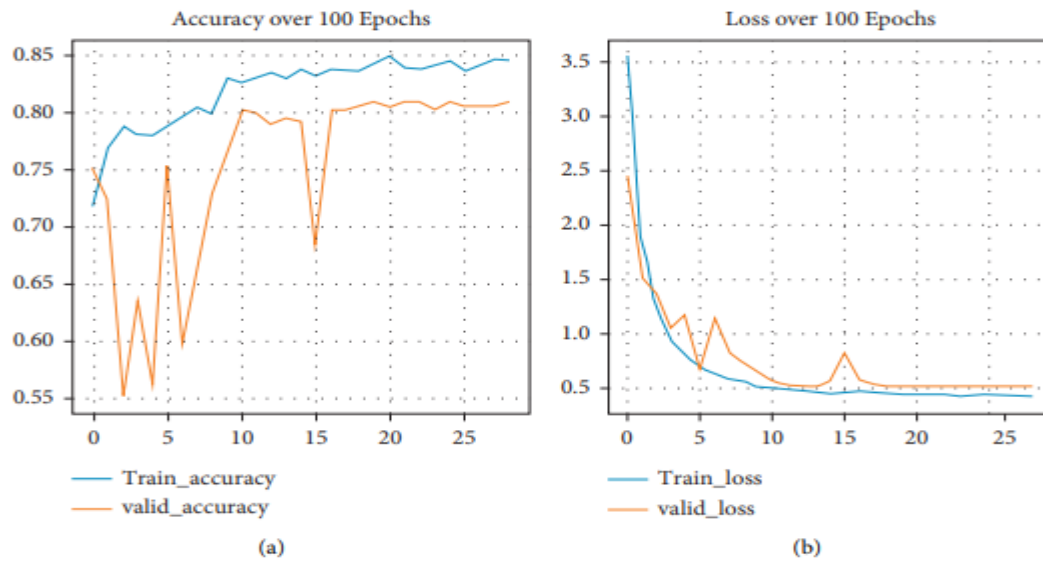 Accuracy over 100 Epochs
0.85
0.80
0.75
0.70
0.65
0.60
0.55
0 5 10 15 20 25
Train_accuracy
valid_accuracy
(a)
Loss over 100 Epochs
3.5
3.0
2.5
2.0
1.5
1.0
0.5
0 5 10 15 20 25
Train_loss
valid_loss
(b)